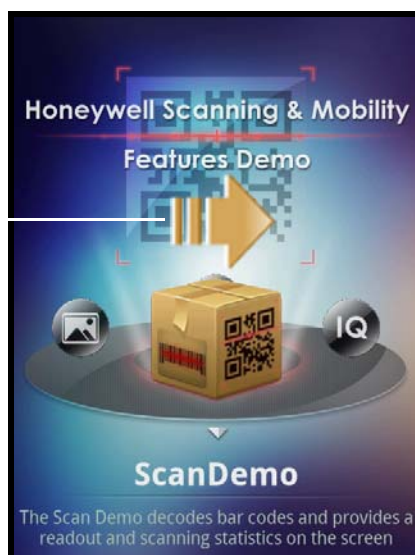 Honeywell Scanning & Mobility
Features Demo
IQ
ScanDemo
The Scan Demo decodes bar codes and provides a
readout and scanning statistics on the screen